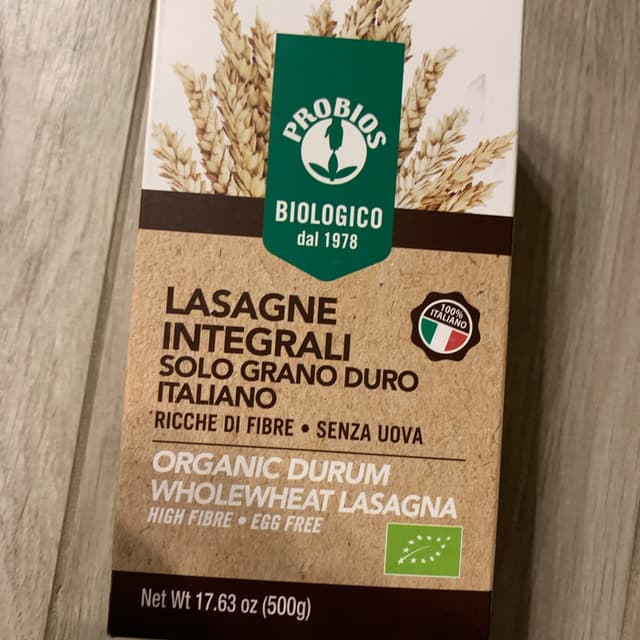 PROBIOS
BIOLOGICO
dal 1978
LASAGNE
INTEGRALI
SOLO GRANO DURO
ITALIANO
100%
ITALIANO
RICCHE DI FIBRE • SENZA UOVA
ORGANIC DURUM
WHOLEWHEAT LASAGNA
HIGH FIBRE • EGG FREE
Net Wt 17.63 oz (500g)